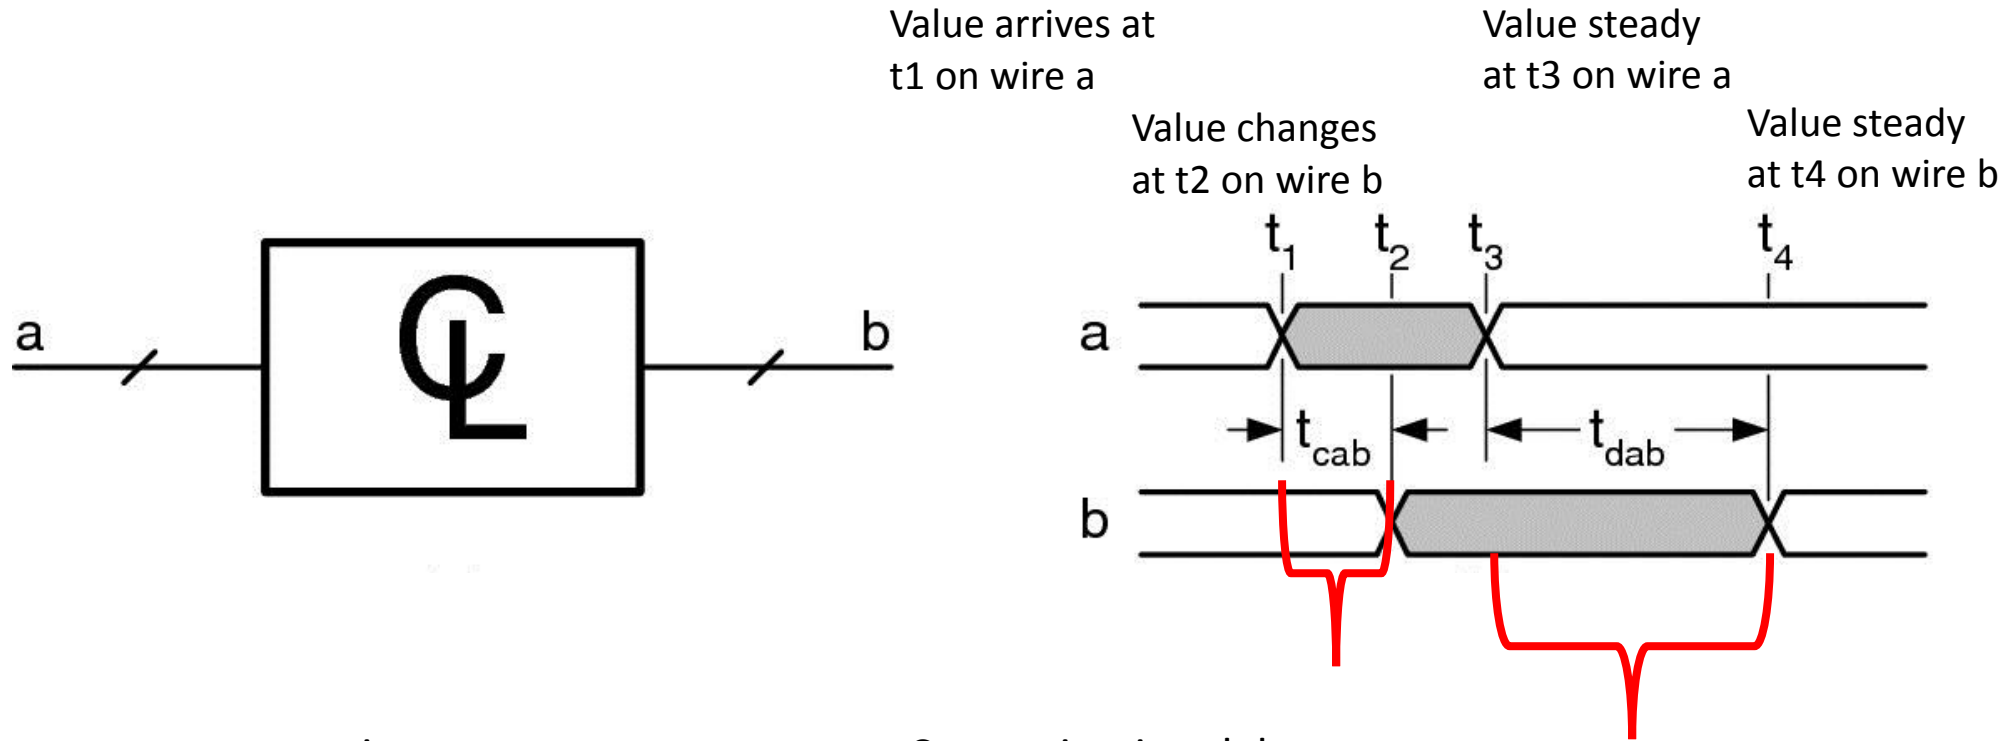 Value arrives at
t1 on wire a
Value steady
at t3 on wire a
Value changes
at t2 on wire b
Value steady
at t4 on wire b
t1 t2 t3 t4
a
CL
b
a
tcab
tdab
b